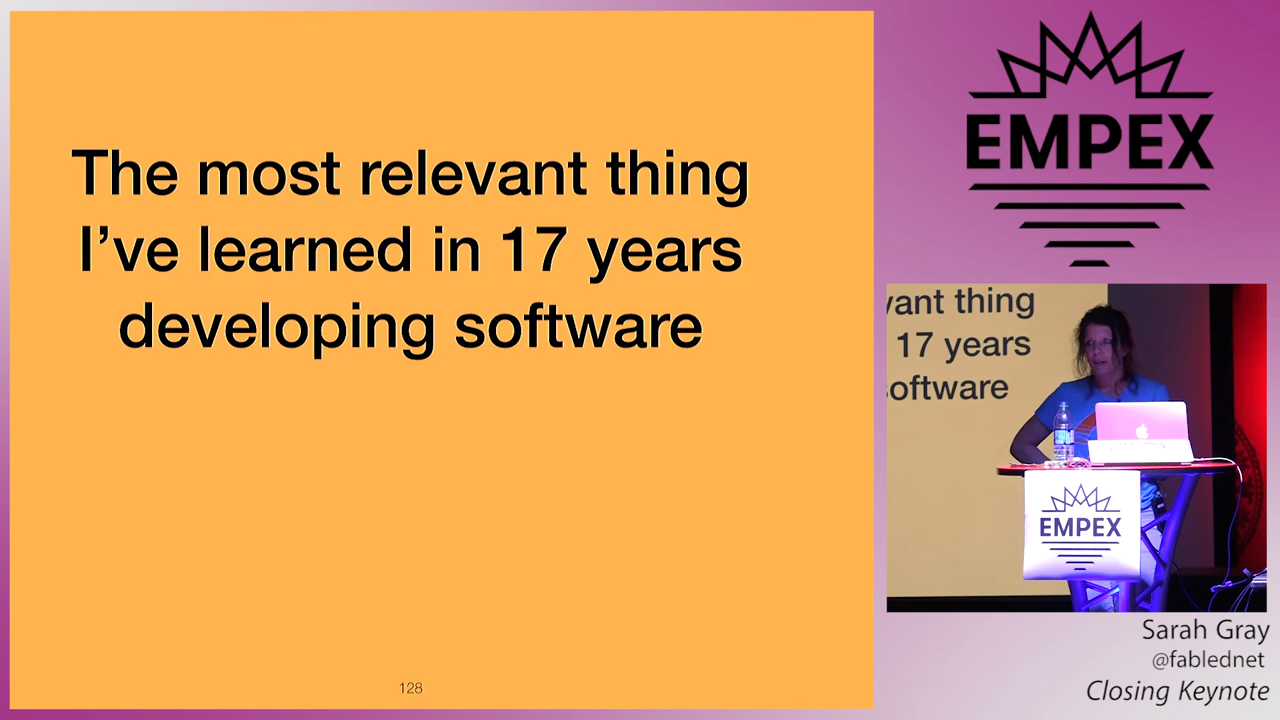 The most relevant thing
I've learned in 17 years
developing software
128
EMPEX
vant thing
17 years
software
EMPEX
Sarah Gray
@fablednet
Closing Keynote